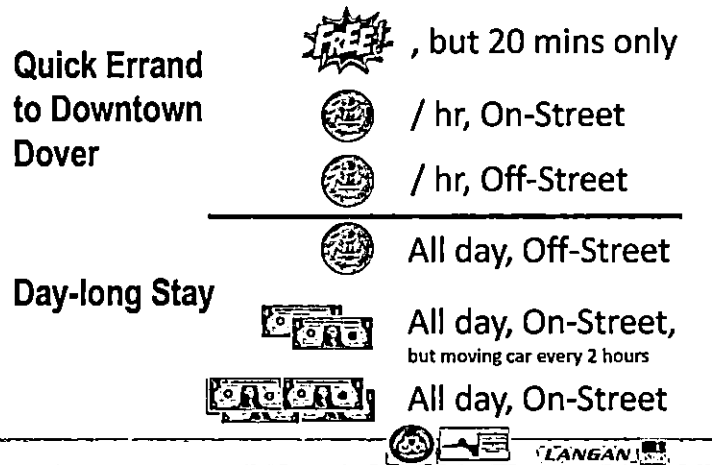 FREE! , but 20 mins only
Quick Errand
to Downtown
Dover
/ hr, On-Street
/ hr, Off-Street
All day, Off-Street
Day-long Stay
All day, On-Street,
but moving car every 2 hours
All day, On-Street
LANGAN